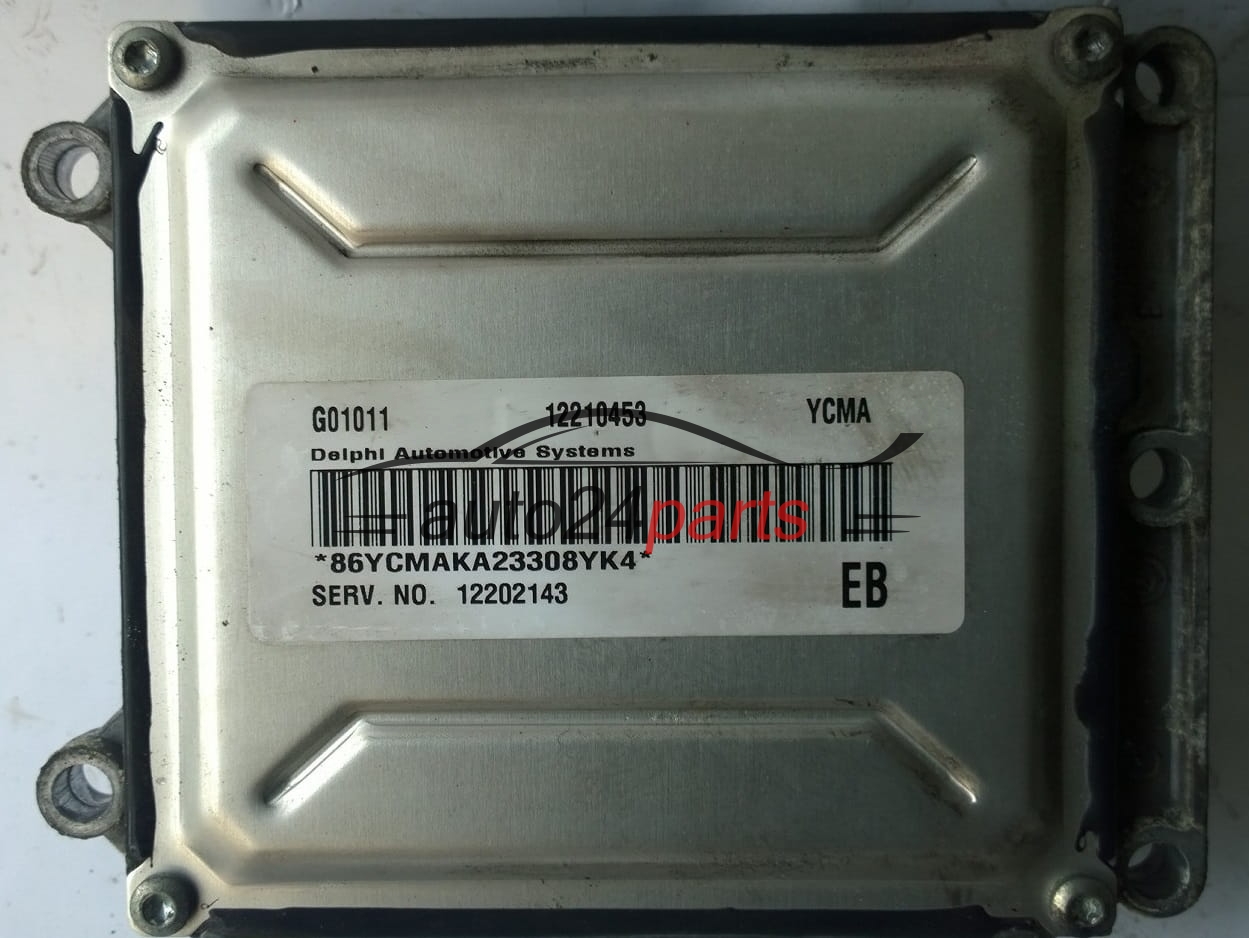 G01011 12210453 YCMA
Delphi Automotive Systems
auto24parts
*86YCMAKA23308YK4*
SERV. NO. 12202143 EB